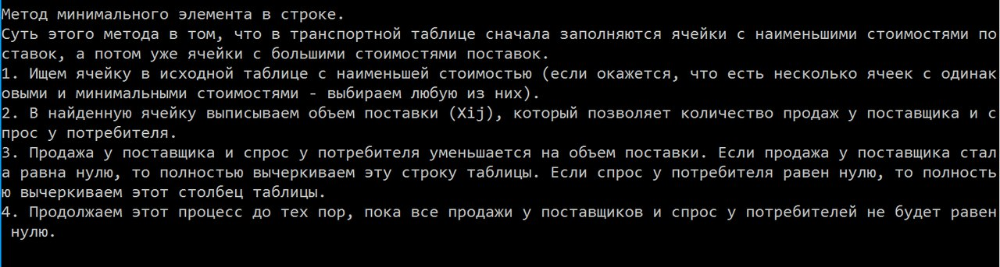 Метод минимального элемента в строке.
Суть этого метода в том, что в транспортной таблице сначала заполняются ячейки с наименьшими стоимостями по
ставок, а потом уже ячейки с большими стоимостями поставок.
1. Ищем ячейку в исходной таблице с наименьшей стоимостью (если окажется, что есть несколько ячеек с одинак
овыми и минимальными стоимостями - выбираем любую из них).
2. В найденную ячейку выписываем объем поставки (Xij), который позволяет количество продаж у поставщика и с
прос у потребителя.
3. Продажа у поставщика и спрос у потребителя уменьшается на объем поставки. Если продажа у поставщика стал
а равна нулю, то полностью вычеркиваем эту строку таблицы. Если спрос у потребителя равен нулю, то полность
ю вычеркиваем этот столбец таблицы.
4. Продолжаем этот процесс до тех пор, пока все продажи у поставщиков и спрос у потребителей не будет равен
 нулю.